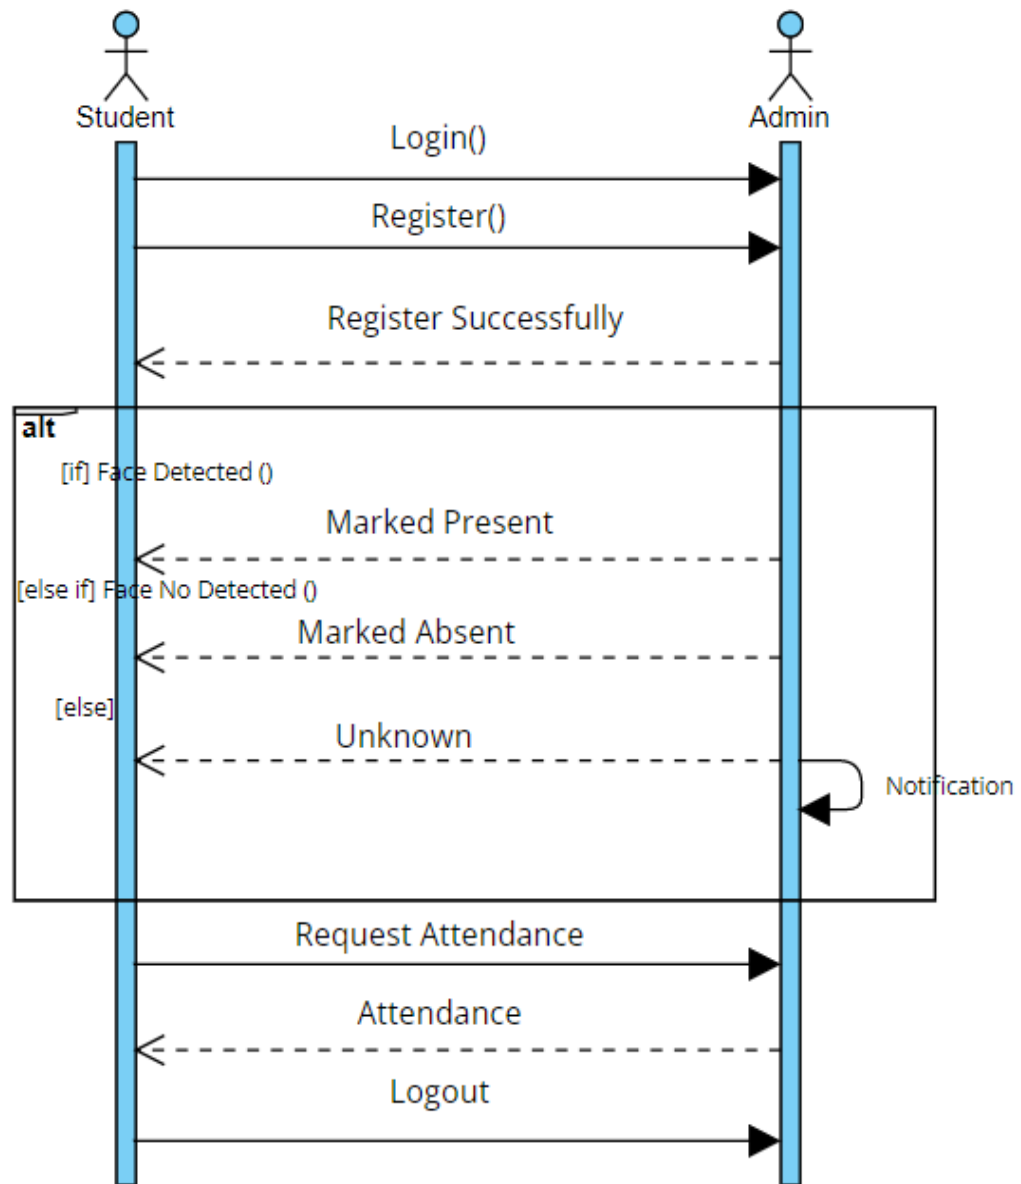 Student
Admin
Login()
Register()
Register Successfully
alt
[if] Face Detected ()
Marked Present
[else if] Face No Detected ()
Marked Absent
[else]
Unknown
Notification
Request Attendance
Attendance
Logout